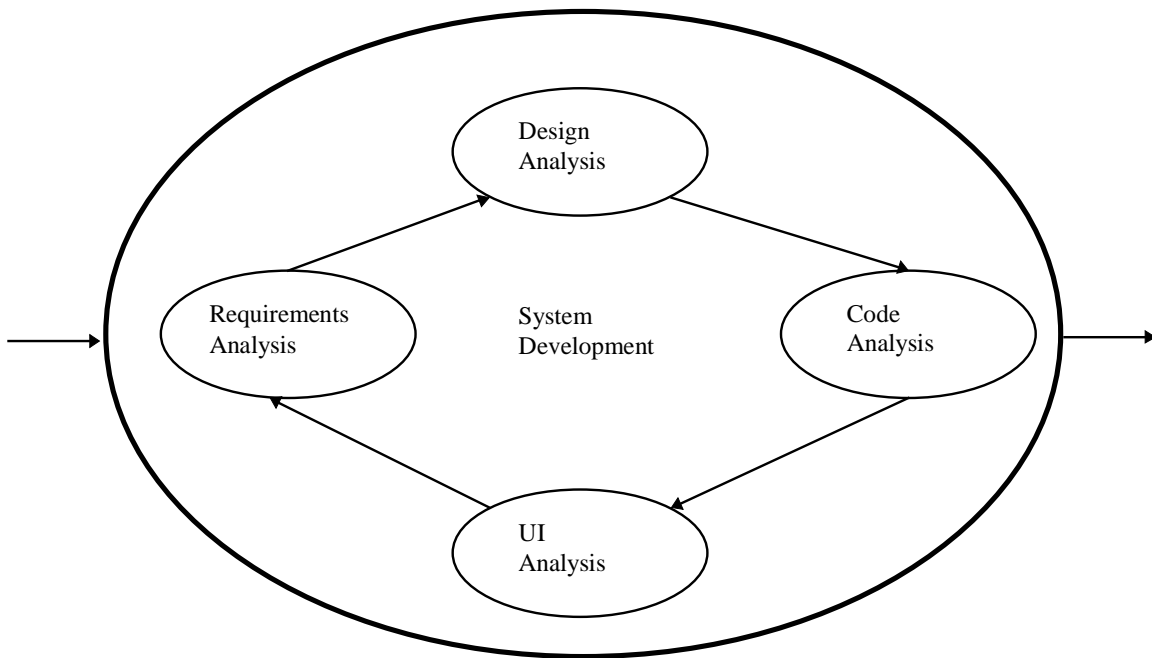 Design
Analysis
Requirements
Analysis
System
Development
Code
Analysis
UI
Analysis